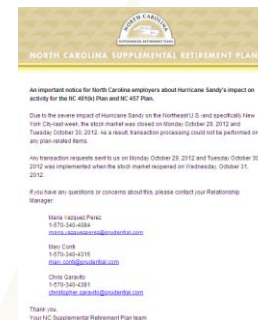 NORTH CAROLINA
SUPPLEMENTAL RETIREMENT PLANS
NORTH CAROLINA SUPPLEMENTAL RETIREMENT PLAN
An important notice for North Carolina employers about Hurricane Sandy's impact on
activity for the NC 401(k) Plan and NC 457 Plan.
Due to the severe impact of Hurricane Sandy on the Northeast U.S.-and specifically New
York City-last week, the stock market was closed on Monday October 29, 2012 and
Tuesday October 30, 2012. As a result, transaction processing could not be performed on
any plan-related items.
Any transaction requests sent to us on Monday October 29, 2012 and Tuesday October 30,
2012 was implemented when the stock market reopened on Wednesday, October 31,
2012.
If you have any questions or concerns about this, please contact your Relationship
Manager:
Maria Vazquez Perez
1-570-340-4084
maria.vazquezperez@prudential.com
Mary Conti
1-570-340-4315
mary.conti@prudential.com
Chris Garavito
1-570-340-4381
christopher.garavito@prudential.com
Thank you,
Your NC Supplemental Retirement Plan team